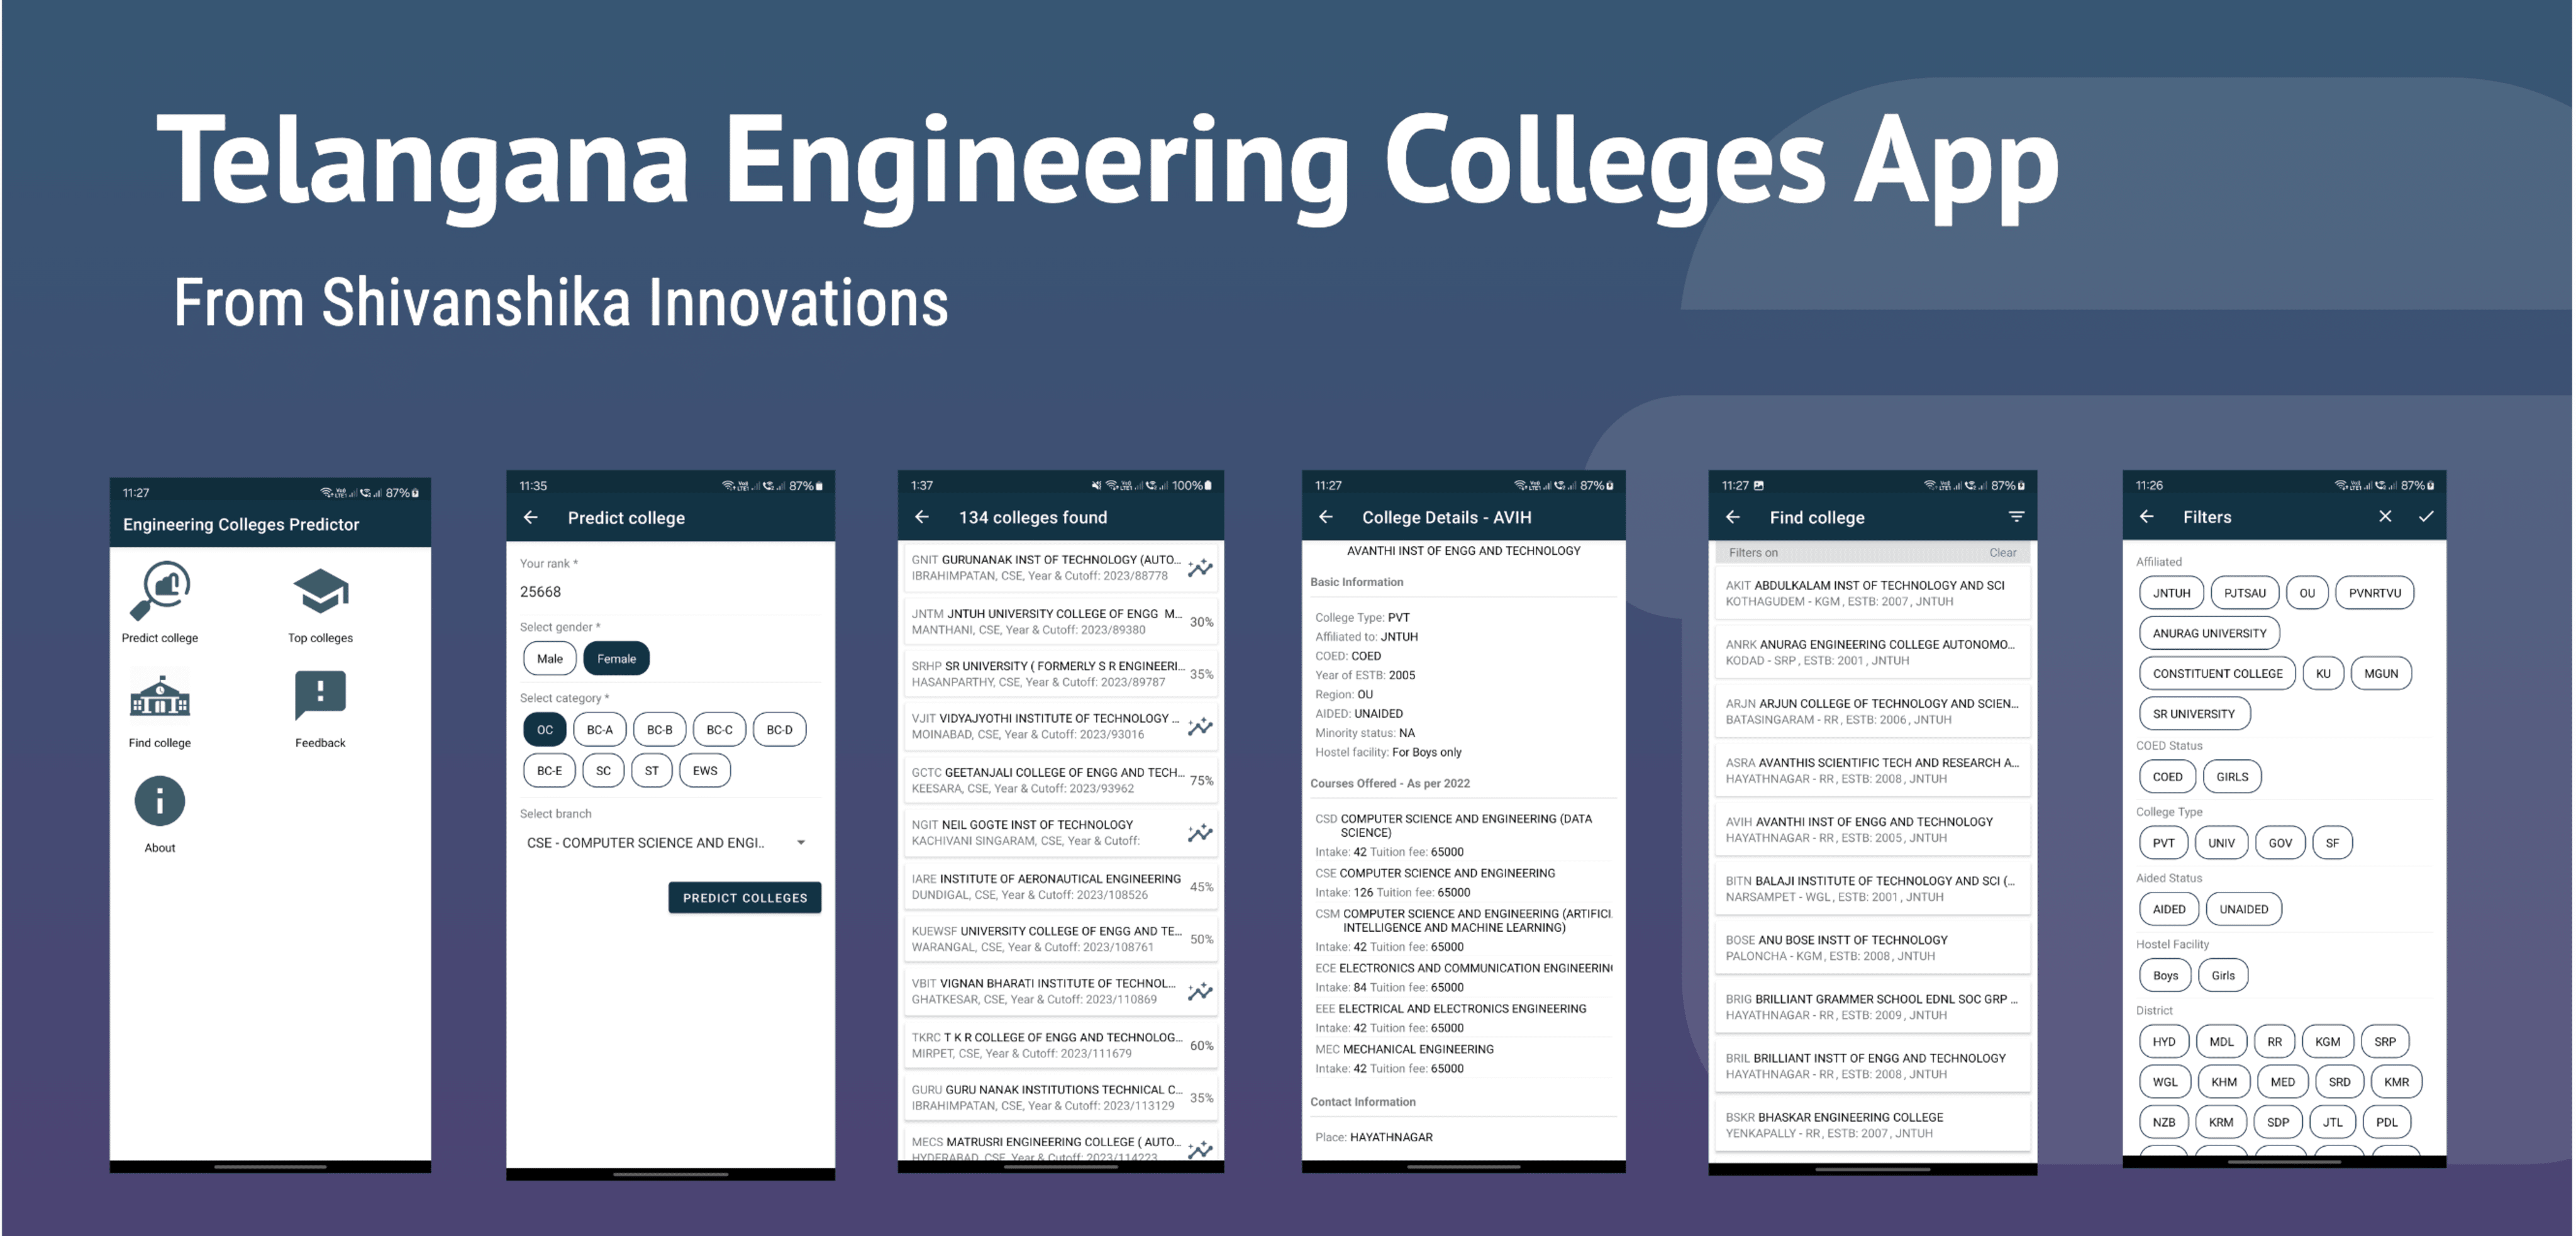 Telangana Engineering Colleges App
From Shivanshika Innovations
11:27
87%
Engineering Colleges Predictor
Predict college
Top colleges
Find college
Feedback
About
11:35
87%
Predict college
Your rank *
25668
Select gender *
Male
Female
Select category *
OC
BC-A
BC-B
BC-C
BC-D
BC-E
SC
ST
EWS
Select branch
CSE - COMPUTER SCIENCE AND ENGI..
PREDICT COLLEGES
1:37
100%
134 colleges found
GNIT GURUNANAK INST OF TECHNOLOGY (AUTO...
IBRAHIMPATAN, CSE, Year & Cutoff: 2023/88778
JNTM JNTUH UNIVERSITY COLLEGE OF ENGG M...
30%
MANTHANI, CSE, Year & Cutoff: 2023/89380
SRHP SR UNIVERSITY ( FORMERLY S R ENGINEERI...
35%
HASANPARTHY, CSE, Year & Cutoff: 2023/89787
VJIT VIDYAJYOTHI INSTITUTE OF TECHNOLOGY ...
MOINABAD, CSE, Year & Cutoff: 2023/93016
GCTC GEETANJALI COLLEGE OF ENGG AND TECH...
75%
KEESARA, CSE, Year & Cutoff: 2023/93962
NGIT NEIL GOGTE INST OF TECHNOLOGY
KACHIVANI SINGARAM, CSE, Year & Cutoff:
IARE INSTITUTE OF AERONAUTICAL ENGINEERING
45%
DUNDIGAL, CSE, Year & Cutoff: 2023/108526
KUEWSF UNIVERSITY COLLEGE OF ENGG AND TE...
50%
WARANGAL, CSE, Year & Cutoff: 2023/108761
VBIT VIGNAN BHARATI INSTITUTE OF TECHNOL...
GHATKESAR, CSE, Year & Cutoff: 2023/110869
TKRC T K R COLLEGE OF ENGG AND TECHNOLOG...
60%
MIRPET, CSE, Year & Cutoff: 2023/111679
GURU GURU NANAK INSTITUTIONS TECHNICAL C...
35%
IBRAHIMPATAN, CSE, Year & Cutoff: 2023/113129
MECS MATRUSRI ENGINEERING COLLEGE ( AUTO...
HYDERABAD, CSE, Year & Cutoff: 2023/114223
11:27
87%
College Details - AVIH
AVANTHI INST OF ENGG AND TECHNOLOGY
Basic Information
College Type: PVT
Affiliated to: JNTUH
COED: COED
Year of ESTB: 2005
Region: OU
AIDED: UNAIDED
Minority status: NA
Hostel facility: For Boys only
Courses Offered - As per 2022
CSD COMPUTER SCIENCE AND ENGINEERING (DATA
SCIENCE)
Intake: 42 Tuition fee: 65000
CSE COMPUTER SCIENCE AND ENGINEERING
Intake: 126 Tuition fee: 65000
CSM COMPUTER SCIENCE AND ENGINEERING (ARTIFICI
INTELLIGENCE AND MACHINE LEARNING)
Intake: 42 Tuition fee: 65000
ECE ELECTRONICS AND COMMUNICATION ENGINEERIN
Intake: 84 Tuition fee: 65000
EEE ELECTRICAL AND ELECTRONICS ENGINEERING
Intake: 42 Tuition fee: 65000
MEC MECHANICAL ENGINEERING
Intake: 42 Tuition fee: 65000
Contact Information
Place: HAYATHNAGAR
11:27
87%
Find college
Filters on
Clear
AKIT ABDULKALAM INST OF TECHNOLOGY AND SCI
KOTHAGUDEM - KGM, ESTB: 2007, JNTUH
ANRK ANURAG ENGINEERING COLLEGE AUTONOMO...
KODAD - SRP, ESTB: 2001, JNTUH
ARJN ARJUN COLLEGE OF TECHNOLOGY AND SCIEN...
BATASINGARAM - RR, ESTB: 2006, JNTUH
ASRA AVANTHIS SCIENTIFIC TECH AND RESEARCH A...
HAYATHNAGAR - RR, ESTB: 2008, JNTUH
AVIH AVANTHI INST OF ENGG AND TECHNOLOGY
HAYATHNAGAR - RR, ESTB: 2005, JNTUH
BITN BALAJI INSTITUTE OF TECHNOLOGY AND SCI (...
NARSAMPET - WGL, ESTB: 2001, JNTUH
BOSE ANU BOSE INSTT OF TECHNOLOGY
PALONCHA - KGM, ESTB: 2008, JNTUH
BRIG BRILLIANT GRAMMER SCHOOL EDNL SOC GRP ...
HAYATHNAGAR - RR, ESTB: 2009, JNTUH
BRIL BRILLIANT INSTT OF ENGG AND TECHNOLOGY
HAYATHNAGAR - RR, ESTB: 2008, JNTUH
BSKR BHASKAR ENGINEERING COLLEGE
YENKAPALLY - RR, ESTB: 2007, JNTUH
11:26
87%
Filters
Affiliated
JNTUH
PJTSAU
OU
PVNRTVU
ANURAG UNIVERSITY
CONSTITUENT COLLEGE
KU
MGUN
SR UNIVERSITY
COED Status
COED
GIRLS
College Type
PVT
UNIV
GOV
SF
Aided Status
AIDED
UNAIDED
Hostel Facility
Boys
Girls
District
HYD
MDL
RR
KGM
SRP
WGL
KHM
MED
SRD
KMR
NZB
KRM
SDP
JTL
PDL